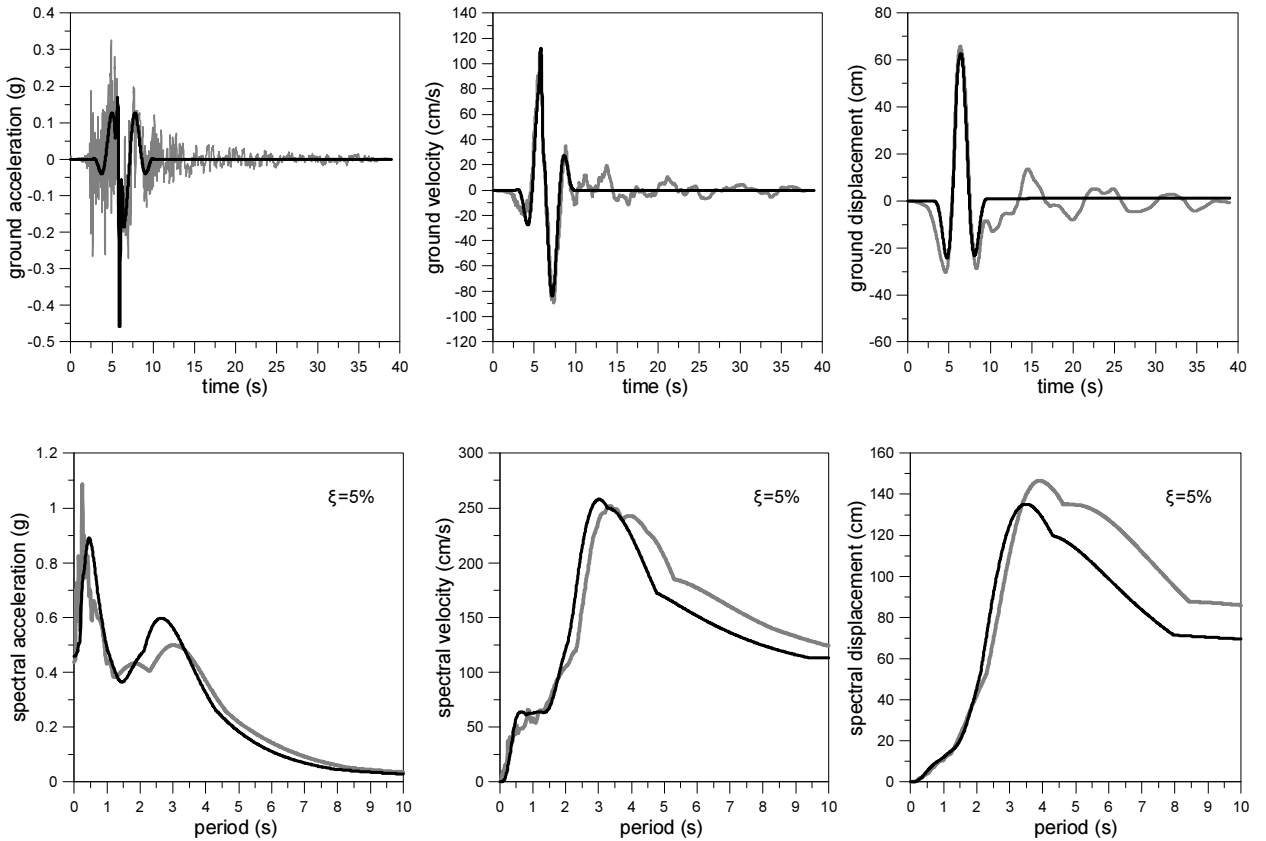 0.4
0.3
0.2
0.1
0
-0.1
-0.2
-0.3
-0.4
-0.5
ground acceleration (g)
0 5 10 15 20 25 30 35 40
time (s)
140
120
100
80
60
40
20
0
-20
-40
-60
-80
-100
-120
ground velocity (cm/s)
0 5 10 15 20 25 30 35 40
time (s)
80
60
40
20
0
-20
-40
-60
ground displacement (cm)
0 5 10 15 20 25 30 35 40
time (s)
1.2
1
0.8
0.6
0.4
0.2
0
spectral acceleration (g)
ξ=5%
0 1 2 3 4 5 6 7 8 9 10
period (s)
300
250
200
150
100
50
0
spectral velocity (cm/s)
ξ=5%
0 1 2 3 4 5 6 7 8 9 10
period (s)
160
140
120
100
80
60
40
20
0
spectral displacement (cm)
ξ=5%
0 1 2 3 4 5 6 7 8 9 10
period (s)